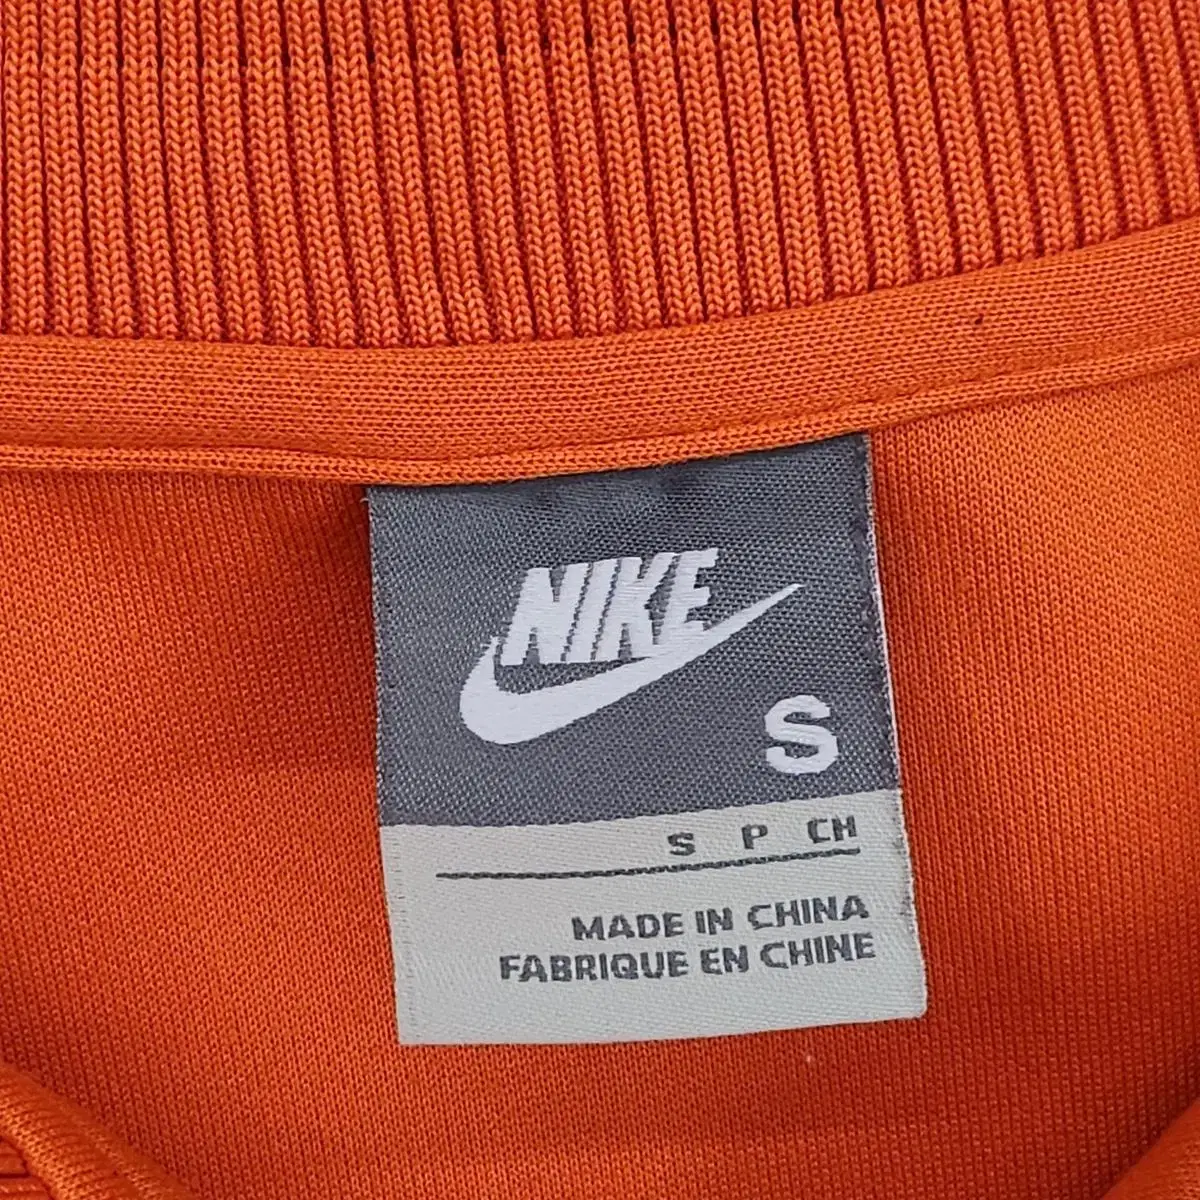 NIKE
S
S P CH
MADE IN CHINA
FABRIQUE EN CHINE